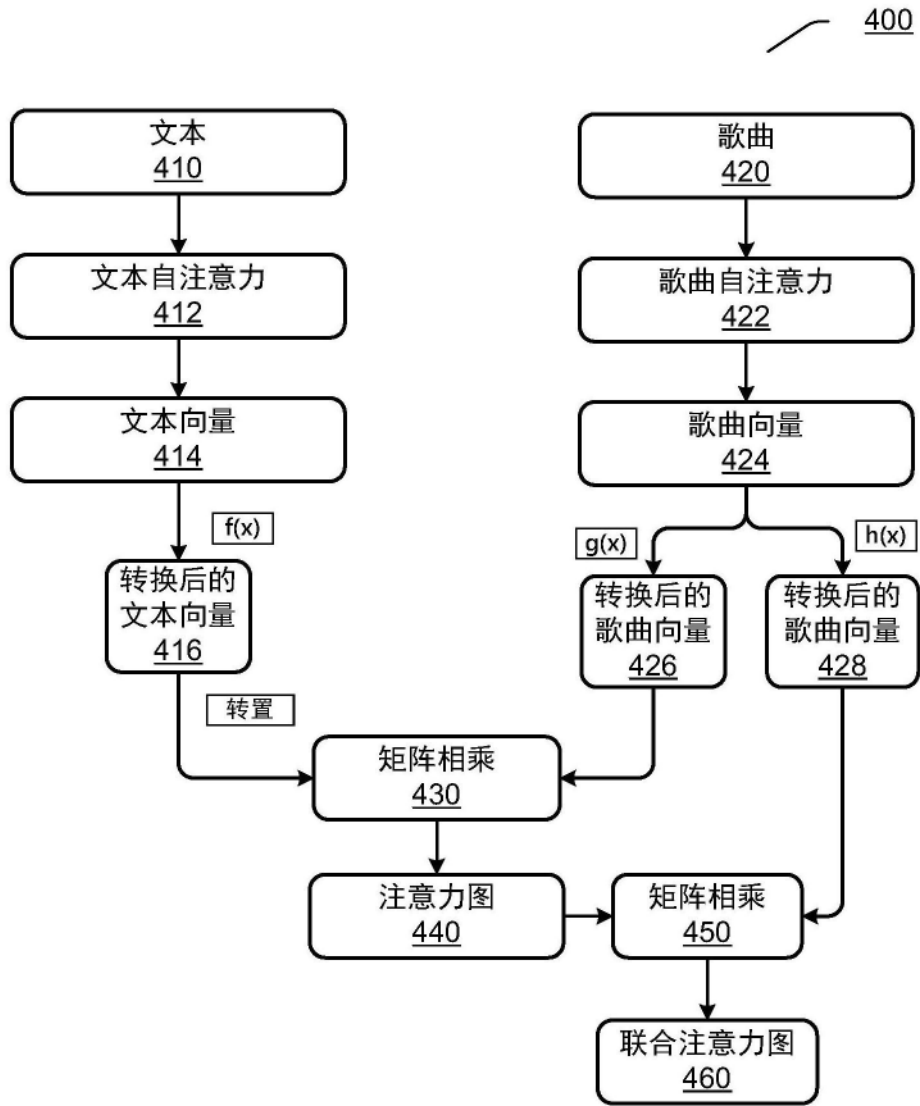 400
文本
410
歌曲
420
文本自注意力
412
歌曲自注意力
422
文本向量
414
歌曲向量
424
f(x)
g(x)
h(x)
转换后的
文本向量
416
转换后的
歌曲向量
426
转换后的
歌曲向量
428
转置
矩阵相乘
430
注意力图
440
矩阵相乘
450
联合注意力图
460